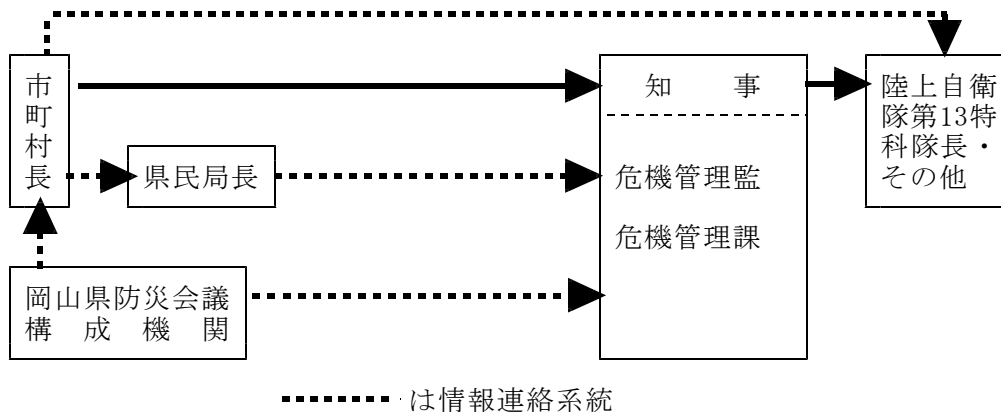 市町村長
県民局長
岡山県防災会議
構成機関
知事
危機管理監
危機管理課
陸上自衛
隊第13特
科隊長・
その他
は情報連絡系統